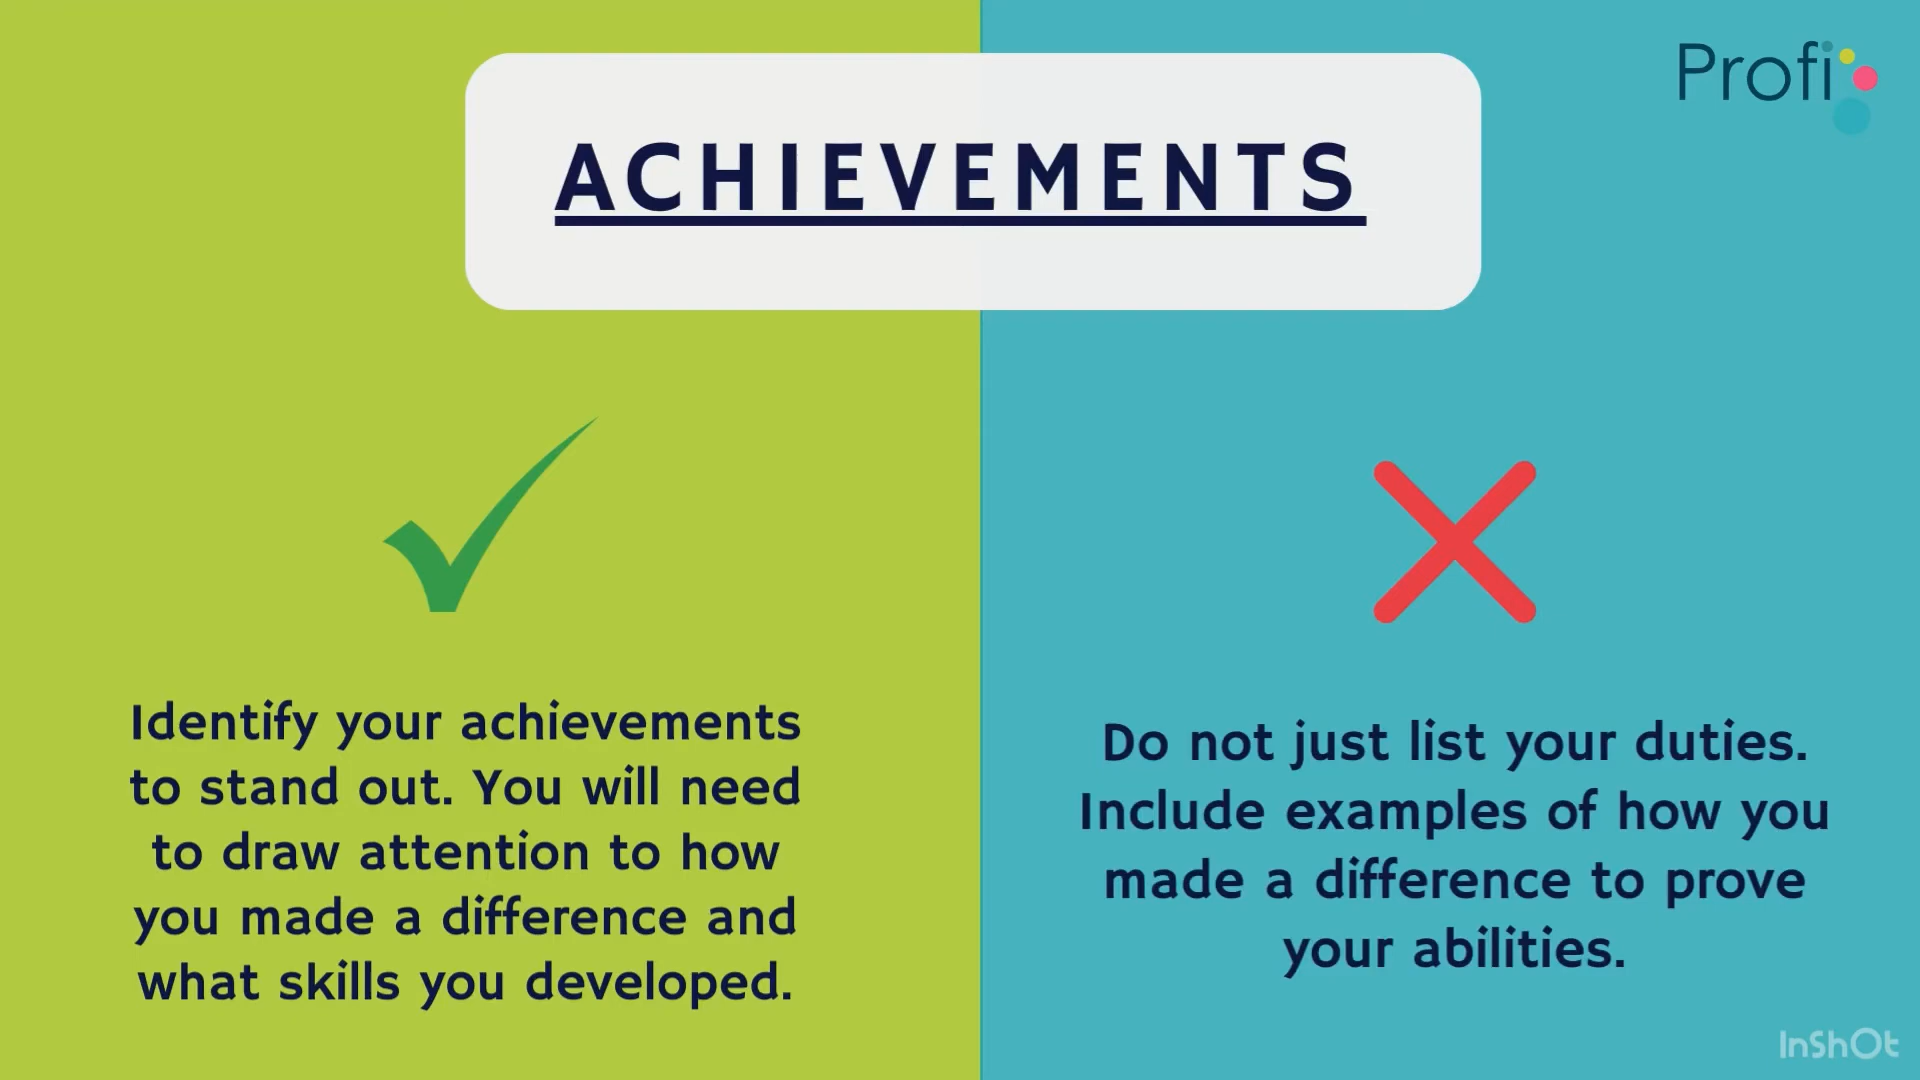 Profi
ACHIEVEMENTS
Identify your achievements
to stand out. You will need
to draw attention to how
you made a difference and
what skills you developed.
Do not just list your duties.
Include examples of how you
made a difference to prove
your abilities.
InShOt